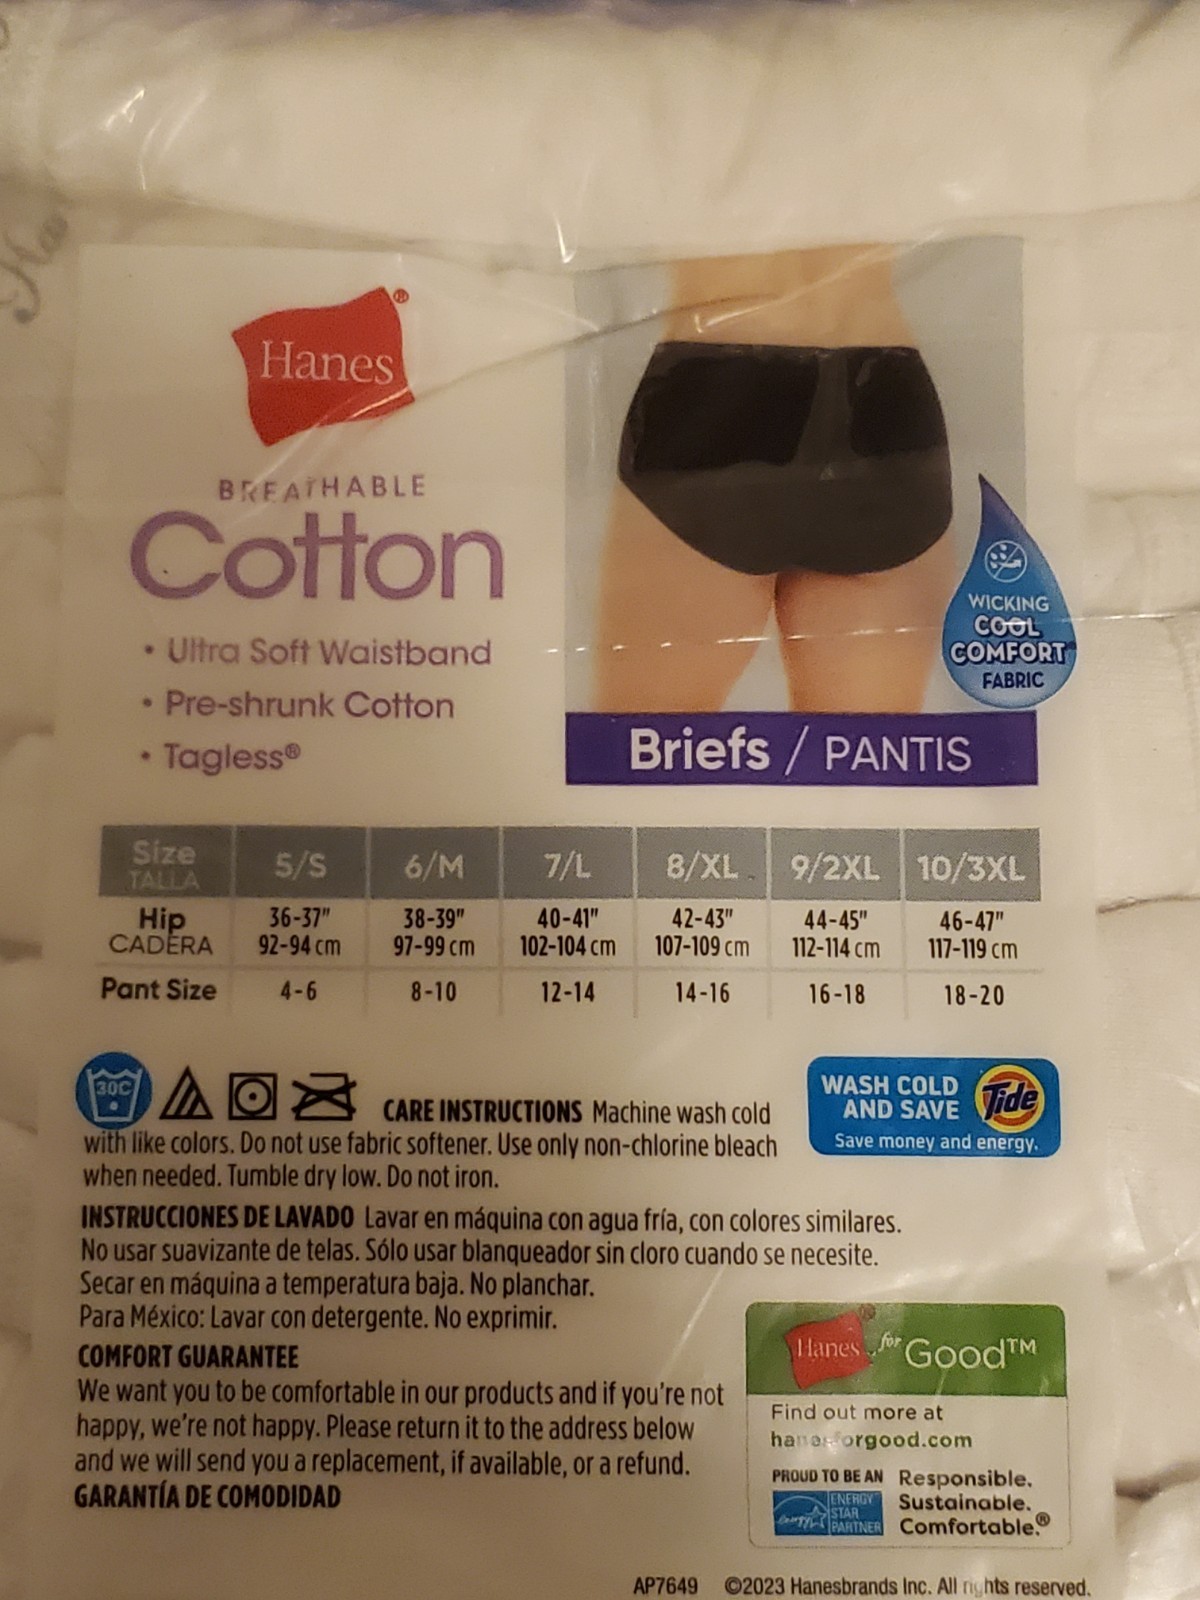 Hanes®
BREATHABLE
Cotton
• Ultra Soft Waistband
• Pre-shrunk Cotton
• Tagless®
WICKING
COOL
COMFORT
FABRIC
Briefs / PANTIS
Size TALLA 5/S 6/M 7/L 8/XL 9/2XL 10/3XL
Hip 36-37" 38-39" 40-41" 42-43" 44-45" 46-47"
CADERA 92-94 cm 97-99 cm 102-104 cm 107-109 cm 112-114 cm 117-119 cm
Pant Size 4-6 8-10 12-14 14-16 16-18 18-20
30C
CARE INSTRUCTIONS Machine wash cold
with like colors. Do not use fabric softener. Use only non-chlorine bleach
when needed. Tumble dry low. Do not iron.
WASH COLD
AND SAVE
Tide
Save money and energy.
INSTRUCCIONES DE LAVADO Lavar en máquina con agua fría, con colores similares.
No usar suavizante de telas. Sólo usar blanqueador sin cloro cuando se necesite.
Secar en máquina a temperatura baja. No planchar.
Para México: Lavar con detergente. No exprimir.
COMFORT GUARANTEE
We want you to be comfortable in our products and if you're not
happy, we're not happy. Please return it to the address below
and we will send you a replacement, if available, or a refund.
GARANTÍA DE COMODIDAD
Hanes® for Good™
Find out more at
hanesforgood.com
PROUD TO BE AN
energy
ENERGY
STAR
PARTNER
Responsible.
Sustainable.
Comfortable.®
AP7649 ©2023 Hanesbrands Inc. All rights reserved.